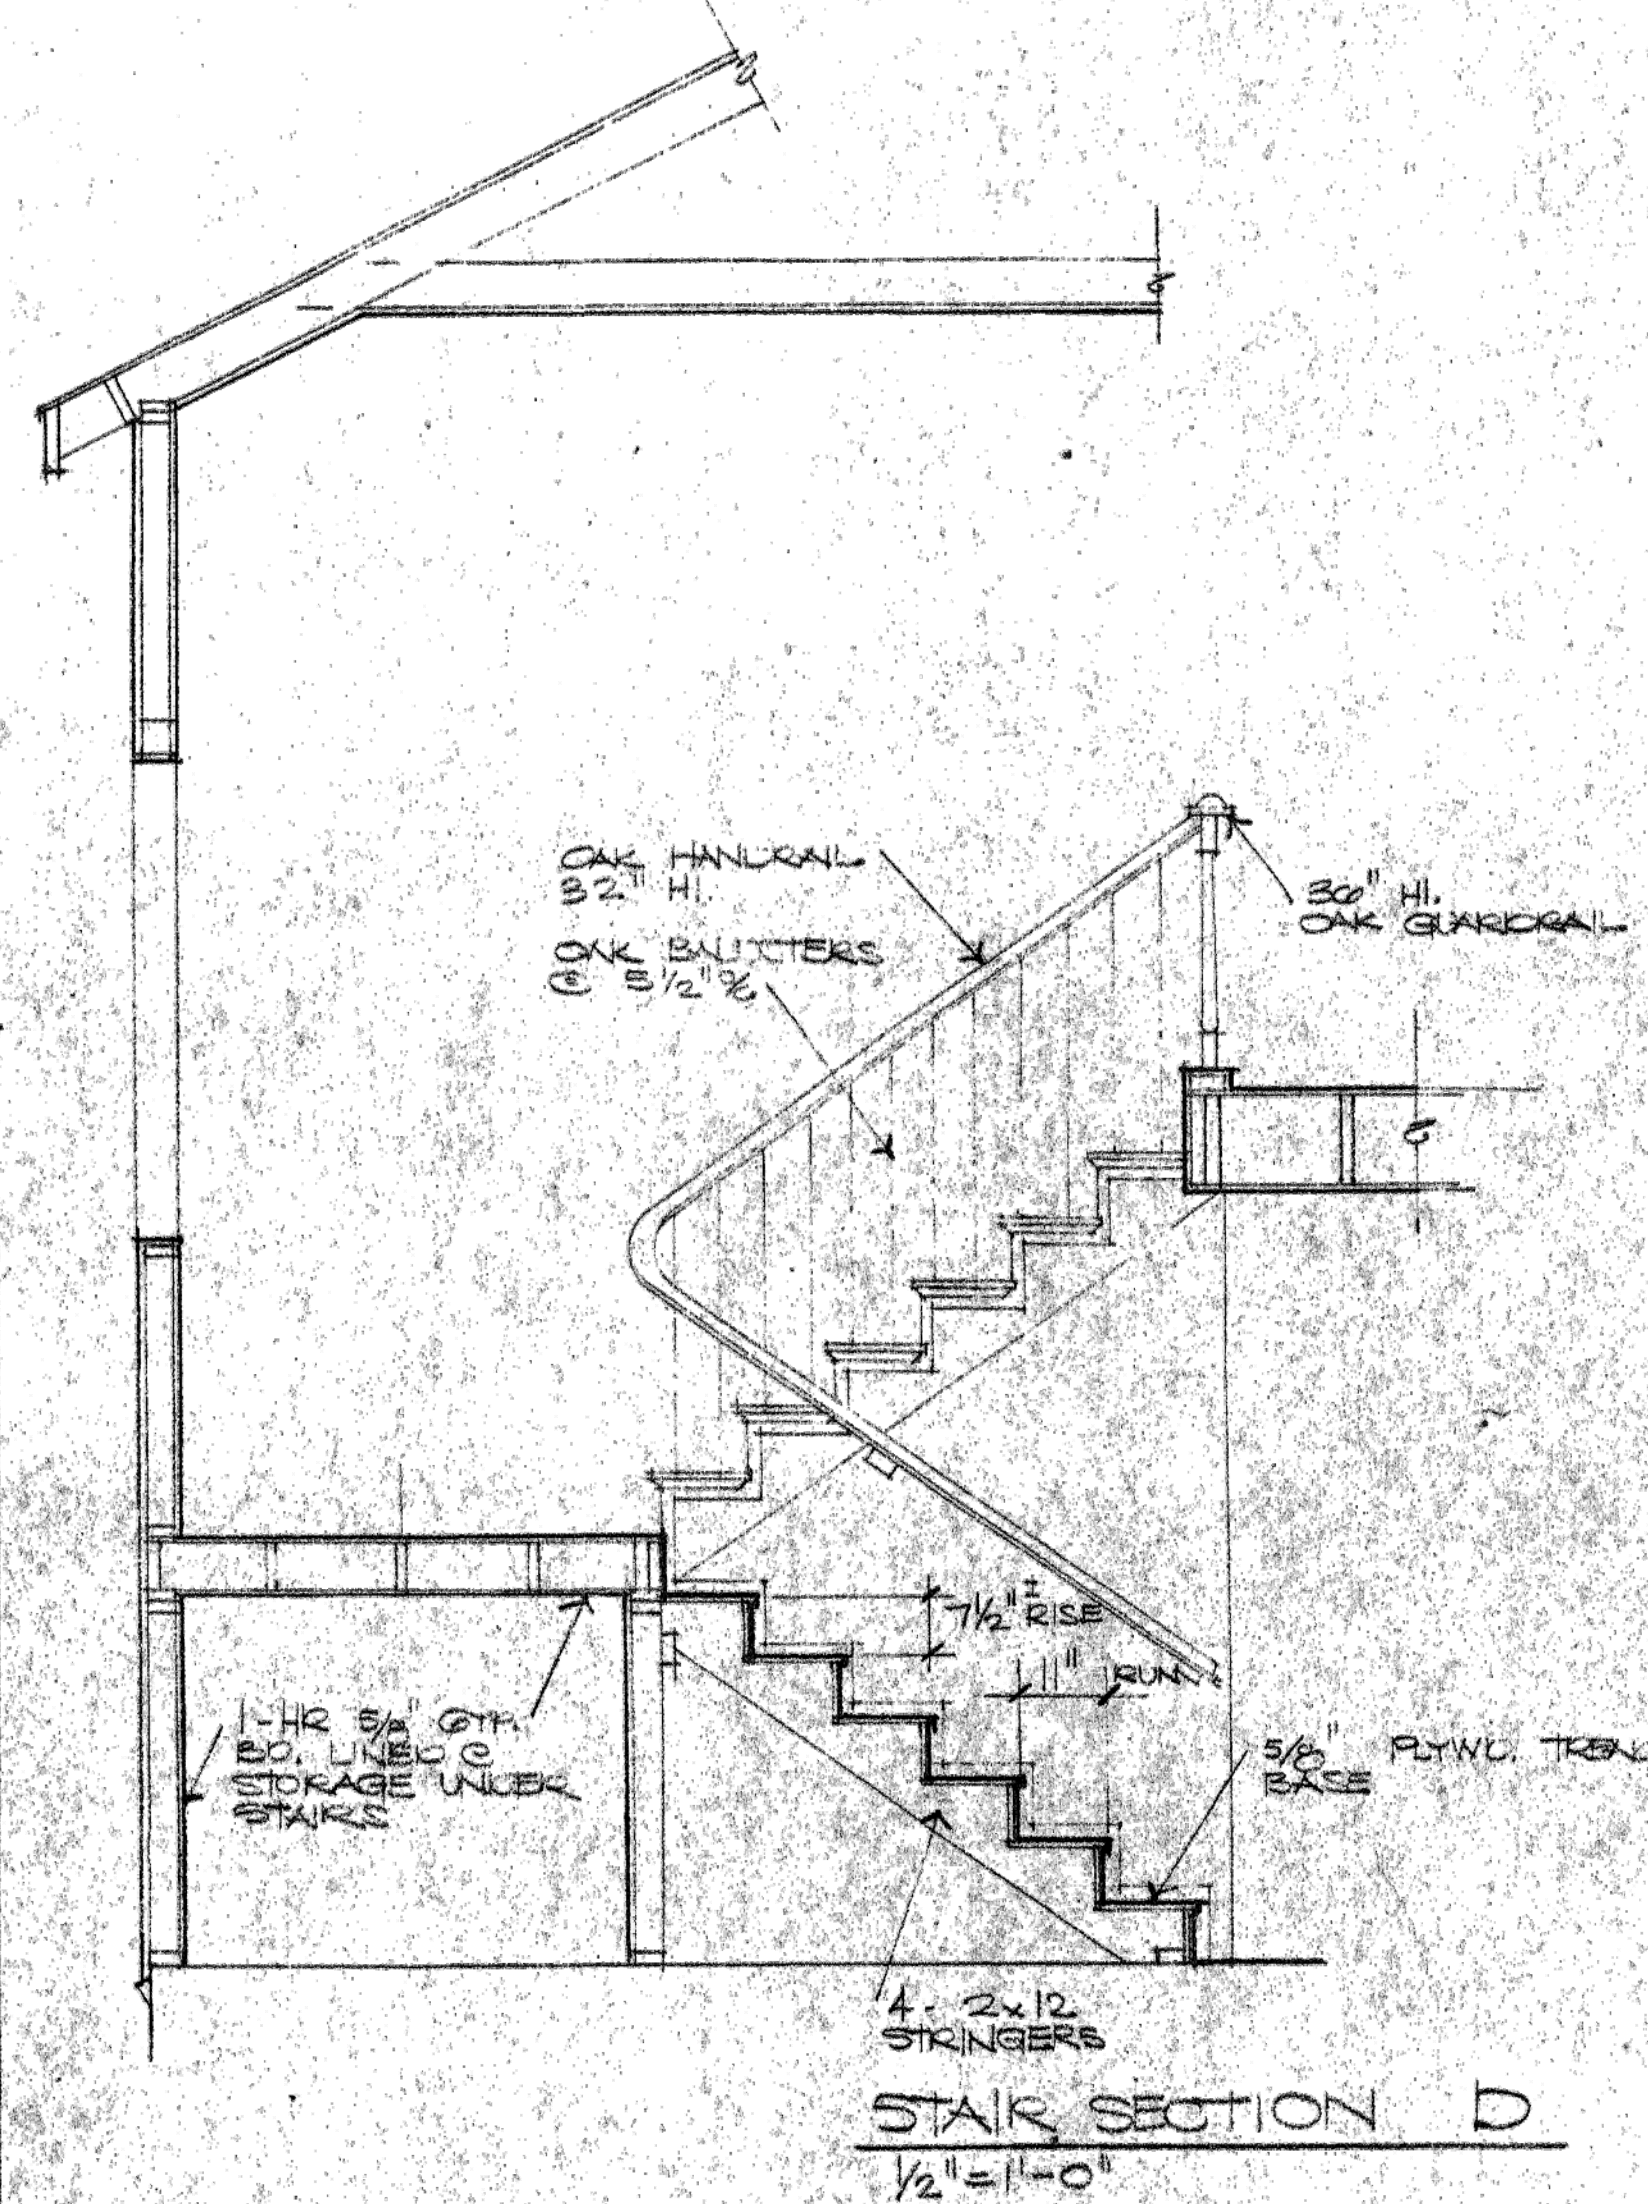 OAK HANDRAIL
32" HI.
OAK BALUSTERS
@ 5 1/2" O/C
36" HI.
OAK GUARDRAIL
7 1/2" ± RISE
11" RUN
1-HR 5/8" GYP.
BD. LINED @
STORAGE UNDER
STAIRS
5/8" PLYWD. TREAD
BASE
4 - 2x12
STRINGERS
STAIR SECTION D
1/2" = 1'-0"